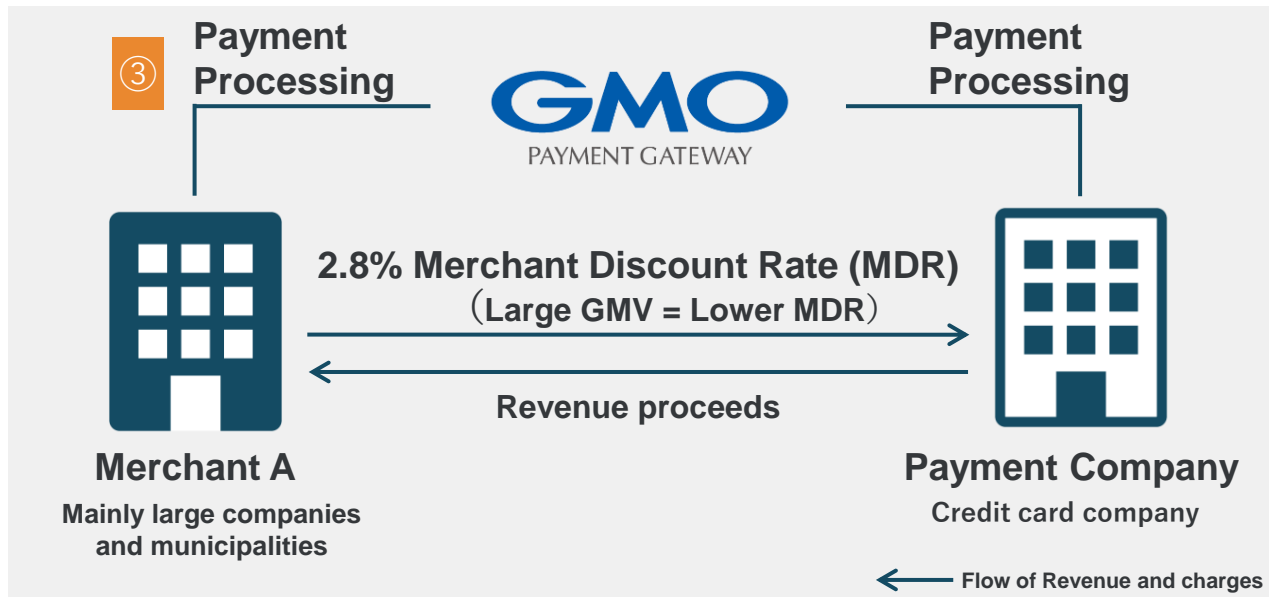 ③
Payment
Processing
Payment
Processing
GMO
PAYMENT GATEWAY
2.8% Merchant Discount Rate (MDR)
（Large GMV = Lower MDR）
Revenue proceeds
Merchant A
Mainly large companies
and municipalities
Payment Company
Credit card company
Flow of Revenue and charges